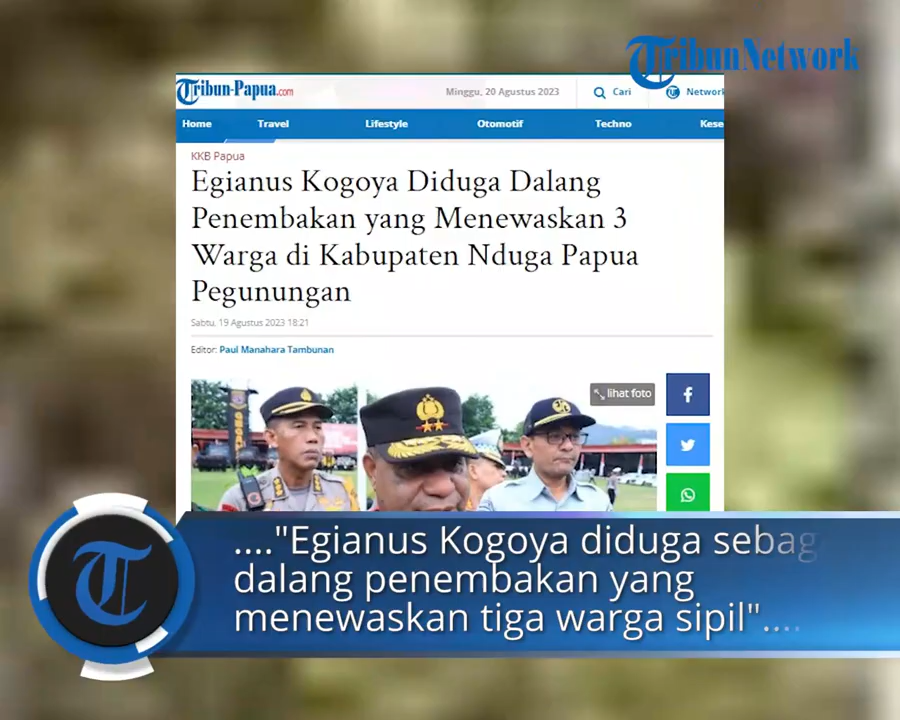 TribunNetwork
Tribun-Papua.com
Minggu, 20 Agustus 2023
Cari
Network
Home
Travel
Lifestyle
Otomotif
Techno
Kese
KKB Papua
Egianus Kogoya Diduga Dalang
Penembakan yang Menewaskan 3
Warga di Kabupaten Nduga Papua
Pegunungan
Sabtu, 19 Agustus 2023 18:21
Editor: Paul Manahara Tambunan
lihat foto
...."Egianus Kogoya diduga sebag
dalang penembakan yang
menewaskan tiga warga sipil"....